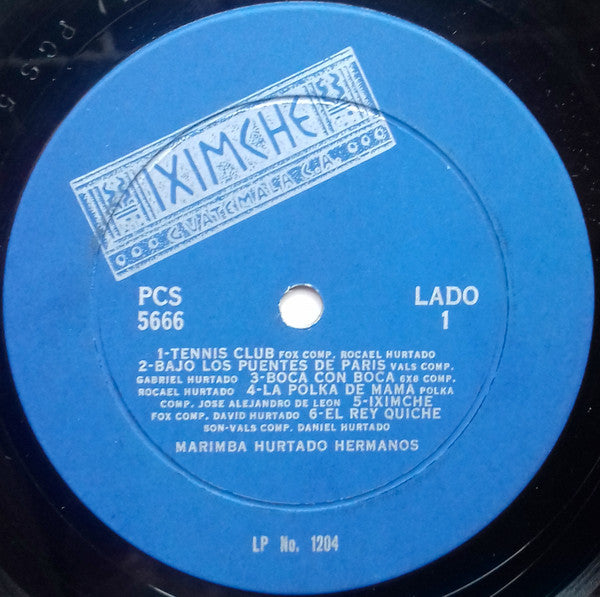 IXIMCHE
GUATEMALA C.A.
PCS
5666
LADO
1
1-TENNIS CLUB FOX COMP. ROCAEL HURTADO
2-BAJO LOS PUENTES DE PARIS VALS COMP.
GABRIEL HURTADO 3-BOCA CON BOCA 6X8 COMP.
ROCAEL HURTADO 4-LA POLKA DE MAMA POLKA
COMP. JOSE ALEJANDRO DE LEON 5-IXIMCHE
FOX COMP. DAVID HURTADO 6-EL REY QUICHE
SON-VALS COMP. DANIEL HURTADO
MARIMBA HURTADO HERMANOS
LP No. 1204